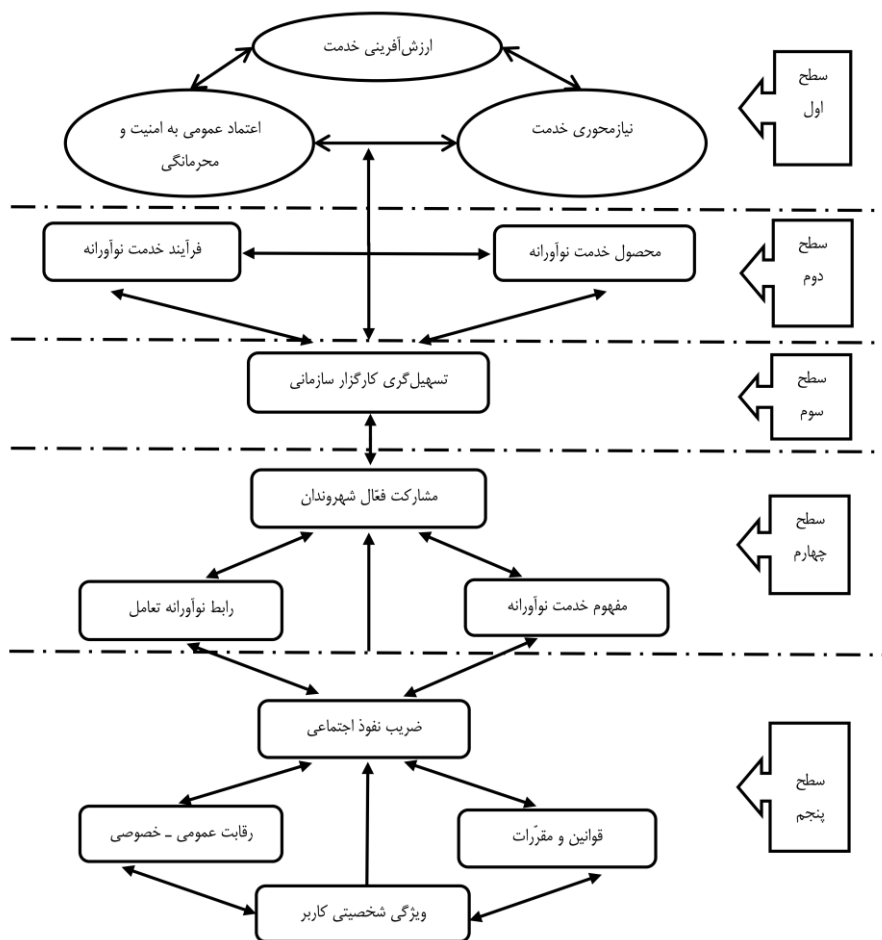 ارزش‌آفرینی خدمت
سطح
اول
نیازمحوری خدمت
اعتماد عمومی به امنیت و
محرمانگی
سطح
دوم
محصول خدمت نوآورانه
فرآیند خدمت نوآورانه
سطح
سوم
تسهیل‌گری کارگزار سازمانی
سطح
چهارم
مشارکت فعّال شهروندان
مفهوم خدمت نوآورانه
رابط نوآورانه تعامل
سطح
پنجم
ضریب نفوذ اجتماعی
قوانین و مقرّرات
رقابت عمومی ـ خصوصی
ویژگی شخصیتی کاربر